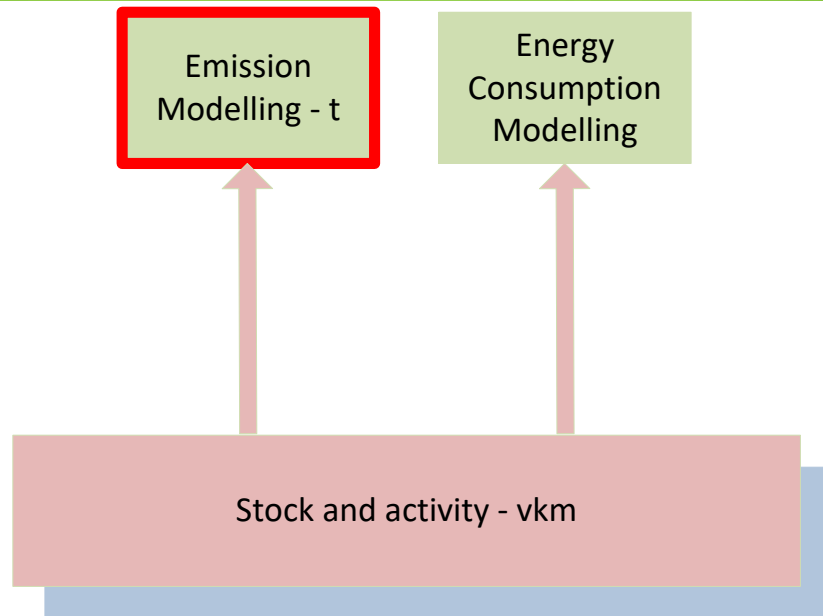 Emission
Modelling - t
Energy
Consumption
Modelling
Stock and activity - vkm